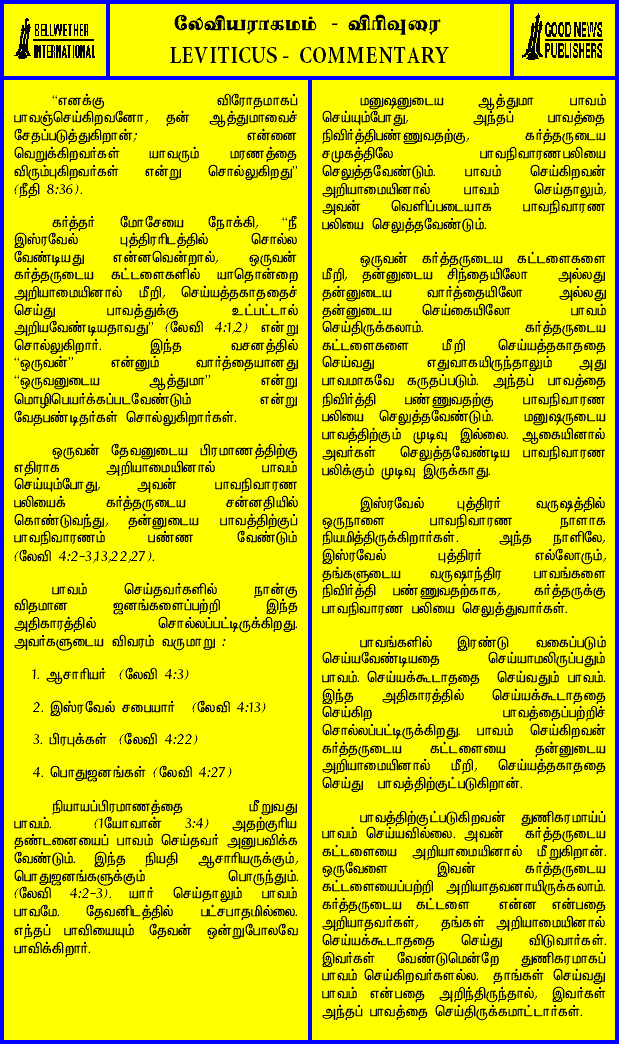 BELLWETHER
INTERNATIONAL
லேவியராகமம் - விரிவுரை
LEVITICUS - COMMENTARY
GOOD NEWS
PUBLISHERS
“எனக்கு விரோதமாகப்
பாவஞ்செய்கிறவனோ, தன் ஆத்துமாவைச்
சேதப்படுத்துகிறான்; என்னை
வெறுக்கிறவர்கள் யாவரும் மரணத்தை
விரும்புகிறவர்கள் என்று சொல்லுகிறது”
(நீதி 8:36).
கர்த்தர் மோசேயை நோக்கி, “நீ
இஸ்ரவேல் புத்திரரிடத்தில் சொல்ல
வேண்டியது என்னவென்றால், ஒருவன்
கர்த்தருடைய கட்டளைகளில் யாதொன்றை
அறியாமையினால் மீறி, செய்யத்தகாததைச்
செய்து பாவத்துக்கு உட்பட்டால்
அறியவேண்டியதாவது” (லேவி 4:1,2) என்று
சொல்லுகிறார். இந்த வசனத்தில்
“ஒருவன்” என்னும் வார்த்தையானது
“ஒருவனுடைய ஆத்துமா” என்று
மொழிபெயர்க்கப்படவேண்டும் என்று
வேதபண்டிதர்கள் சொல்லுகிறார்கள்.
ஒருவன் தேவனுடைய பிரமாணத்திற்கு
எதிராக அறியாமையினால் பாவம்
செய்யும்போது, அவன் பாவநிவாரண
பலியைக் கர்த்தருடைய சன்னதியில்
கொண்டுவந்து, தன்னுடைய பாவத்திற்குப்
பாவநிவாரணம் பண்ண வேண்டும்
(லேவி 4:2-3,13,22,27).
பாவம் செய்தவர்களில் நான்கு
விதமான ஜனங்களைப்பற்றி இந்த
அதிகாரத்தில் சொல்லப்பட்டிருக்கிறது.
அவர்களுடைய விவரம் வருமாறு :
1. ஆசாரியர் (லேவி 4:3)
2. இஸ்ரவேல் சபையார் (லேவி 4:13)
3. பிரபுக்கள் (லேவி 4:22)
4. பொதுஜனங்கள் (லேவி 4:27)
நியாயப்பிரமாணத்தை மீறுவது
பாவம். (1யோவான் 3:4) அதற்குரிய
தண்டனையைப் பாவம் செய்தவர் அனுபவிக்க
வேண்டும். இந்த நியதி ஆசாரியருக்கும்,
பொதுஜனங்களுக்கும் பொருந்தும்.
(லேவி 4:2-3). யார் செய்தாலும் பாவம்
பாவமே. தேவனிடத்தில் பட்சபாதமில்லை.
எந்தப் பாவியையும் தேவன் ஒன்றுபோலவே
பாவிக்கிறார்.
மனுஷனுடைய ஆத்துமா பாவம்
செய்யும்போது, அந்தப் பாவத்தை
நிவிர்த்திபண்ணுவதற்கு, கர்த்தருடைய
சமுகத்திலே பாவநிவாரணபலியை
செலுத்தவேண்டும். பாவம் செய்கிறவன்
அறியாமையினால் பாவம் செய்தாலும்,
அவன் வெளிப்படையாக பாவநிவாரண
பலியை செலுத்தவேண்டும்.
ஒருவன் கர்த்தருடைய கட்டளைகளை
மீறி, தன்னுடைய சிந்தையிலோ அல்லது
தன்னுடைய வார்த்தையிலோ அல்லது
தன்னுடைய செய்கையிலோ பாவம்
செய்திருக்கலாம். கர்த்தருடைய
கட்டளைகளை மீறி செய்யத்தகாததை
செய்வது எதுவாகயிருந்தாலும் அது
பாவமாகவே கருதப்படும். அந்தப் பாவத்தை
நிவிர்த்தி பண்ணுவதற்கு பாவநிவாரண
பலியை செலுத்தவேண்டும். மனுஷருடைய
பாவத்திற்கும் முடிவு இல்லை. ஆகையினால்
அவர்கள் செலுத்தவேண்டிய பாவநிவாரண
பலிக்கும் முடிவு இருக்காது.
இஸ்ரவேல் புத்திரர் வருஷத்தில்
ஒருநாளை பாவநிவாரண நாளாக
நியமித்திருக்கிறார்கள். அந்த நாளிலே,
இஸ்ரவேல் புத்திரர் எல்லோரும்,
தங்களுடைய வருஷாந்திர பாவங்களை
நிவிர்த்தி பண்ணுவதற்காக, கர்த்தருக்கு
பாவநிவாரண பலியை செலுத்துவார்கள்.
பாவங்களில் இரண்டு வகைப்படும்
செய்யவேண்டியதை செய்யாமலிருப்பதும்
பாவம். செய்யக்கூடாததை செய்வதும் பாவம்.
இந்த அதிகாரத்தில் செய்யக்கூடாததை
செய்கிற பாவத்தைப்பற்றிச்
சொல்லப்பட்டிருக்கிறது. பாவம் செய்கிறவன்
கர்த்தருடைய கட்டளையை தன்னுடைய
அறியாமையினால் மீறி, செய்யத்தகாததை
செய்து பாவத்திற்குட்படுகிறான்.
பாவத்திற்குட்படுகிறவன் துணிகரமாய்ப்
பாவம் செய்யவில்லை. அவன் கர்த்தருடைய
கட்டளையை அறியாமையினால் மீறுகிறான்.
ஒருவேளை இவன் கர்த்தருடைய
கட்டளையைப்பற்றி அறியாதவனாயிருக்கலாம்.
கர்த்தருடைய கட்டளை என்ன என்பதை
அறியாதவர்கள், தங்கள் அறியாமையினால்
செய்யக்கூடாததை செய்து விடுவார்கள்.
இவர்கள் வேண்டுமென்றே துணிகரமாகப்
பாவம் செய்கிறவர்களல்ல. தாங்கள் செய்வது
பாவம் என்பதை அறிந்திருந்தால், இவர்கள்
அந்தப் பாவத்தை செய்திருக்கமாட்டார்கள்.